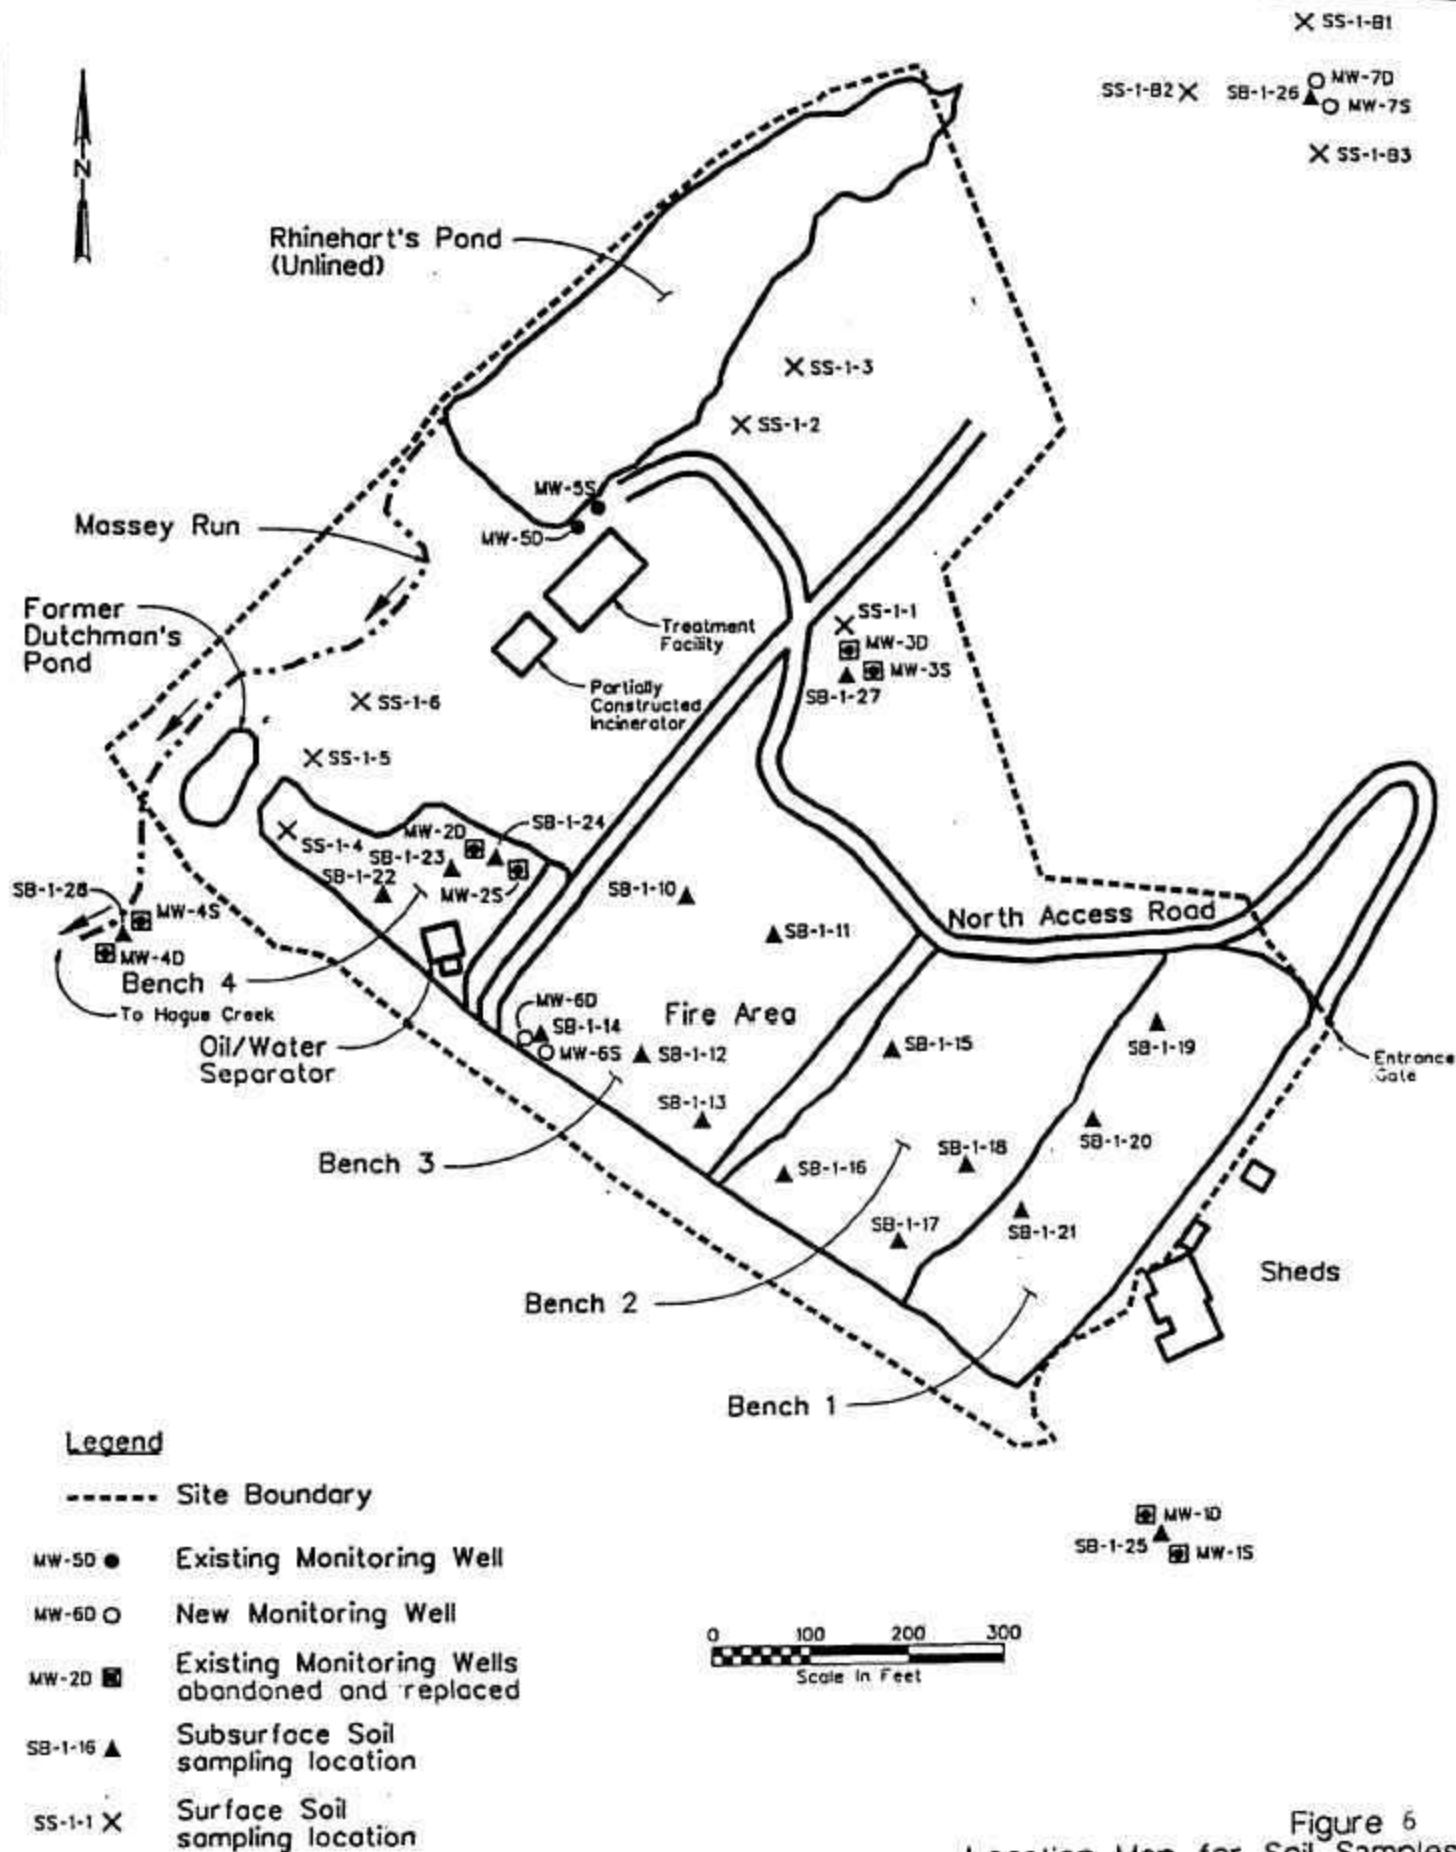 SS-1-B1
MW-7D
SS-1-B2
SB-1-26
MW-7S
SS-1-B3
N
Rhinehart's Pond
(Unlined)
SS-1-3
SS-1-2
MW-5S
MW-5D
Massey Run
Former
Dutchman's
Pond
Treatment
Facility
SS-1-1
MW-3D
MW-3S
SB-1-27
Partially
Constructed
Incinerator
SS-1-6
SS-1-5
SS-1-4
MW-2D
SB-1-24
SB-1-23
SB-1-22
MW-2S
SB-1-10
SB-1-11
North Access Road
SB-1-28
MW-4S
MW-4D
Bench 4
To Hogue Creek
Oil/Water
Separator
MW-6D
SB-1-14
MW-6S
Fire Area
SB-1-12
SB-1-13
SB-1-15
SB-1-19
Entrance
Gate
SB-1-20
SB-1-18
SB-1-16
Bench 3
SB-1-17
SB-1-21
Sheds
Bench 2
Bench 1
MW-1D
SB-1-25
MW-1S
Legend
Site Boundary
MW-5D Existing Monitoring Well
MW-6D New Monitoring Well
MW-2D Existing Monitoring Wells
abandoned and replaced
SB-1-16 Subsurface Soil
sampling location
SS-1-1 Surface Soil
sampling location
0 100 200 300
Scale In Feet
Figure 6
Location Map for Soil Samples